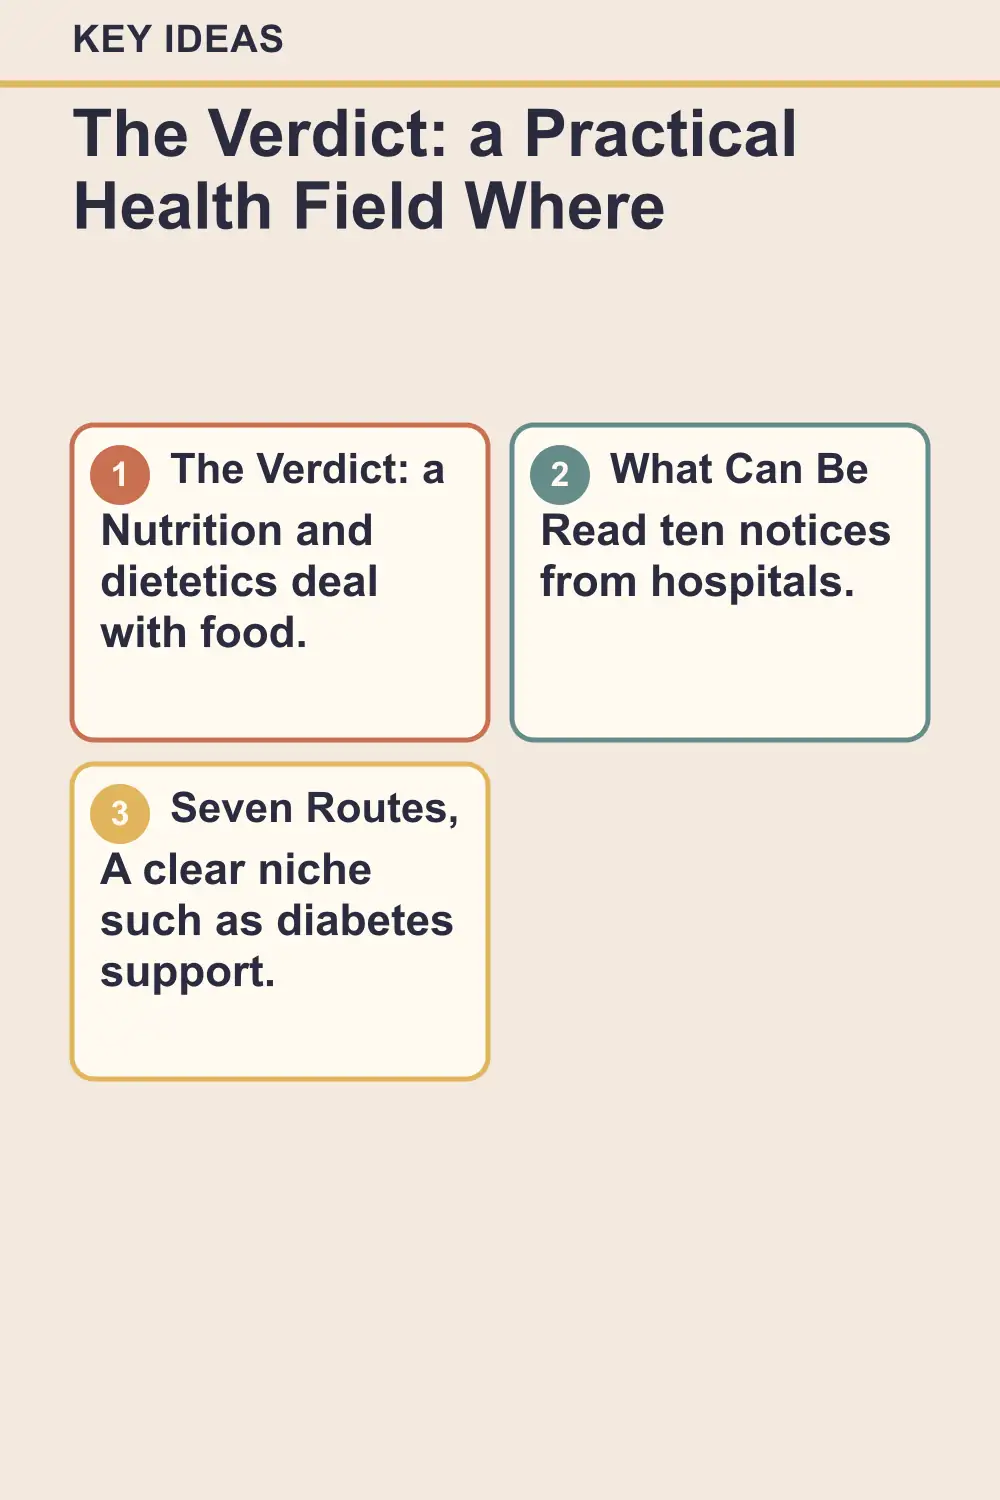 KEY IDEAS
The Verdict: a Practical
Health Field Where
1 The Verdict: a
Nutrition and
dietetics deal
with food.
2 What Can Be
Read ten notices
from hospitals.
3 Seven Routes,
A clear niche
such as diabetes
support.